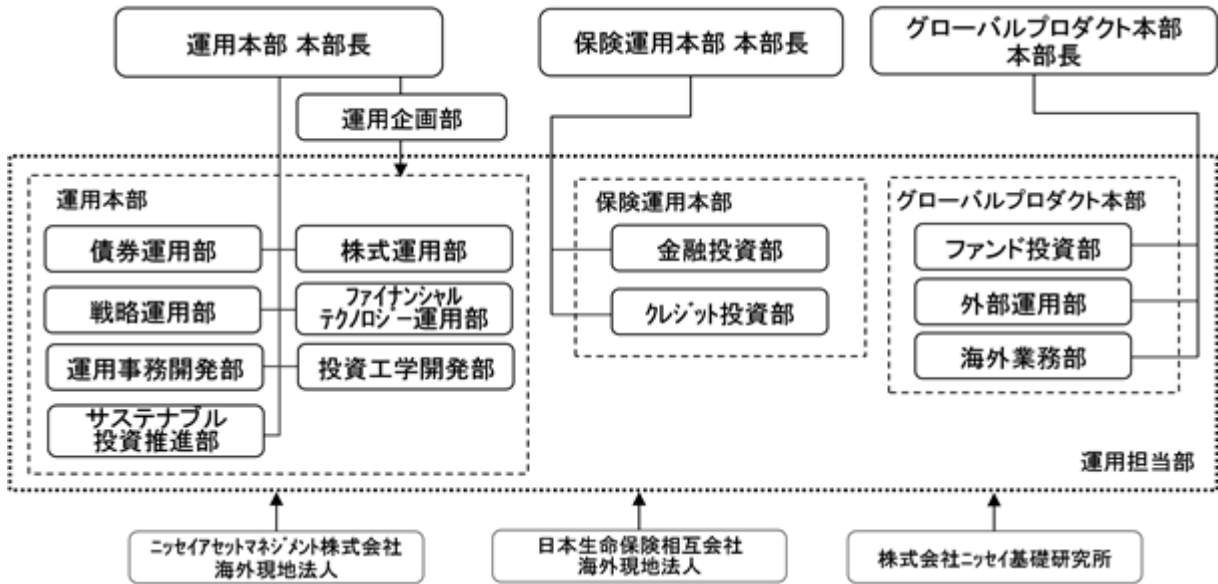 運用本部 本部長
保険運用本部 本部長
グローバルプロダクト本部
本部長
運用企画部
運用本部
債券運用部
株式運用部
戦略運用部
ファイナンシャル
テクノロジー運用部
運用事務開発部
投資工学開発部
サステナブル
投資推進部
保険運用本部
金融投資部
クレジット投資部
グローバルプロダクト本部
ファンド投資部
外部運用部
海外業務部
運用担当部
ニッセイアセットマネジメント株式会社
海外現地法人
日本生命保険相互会社
海外現地法人
株式会社ニッセイ基礎研究所